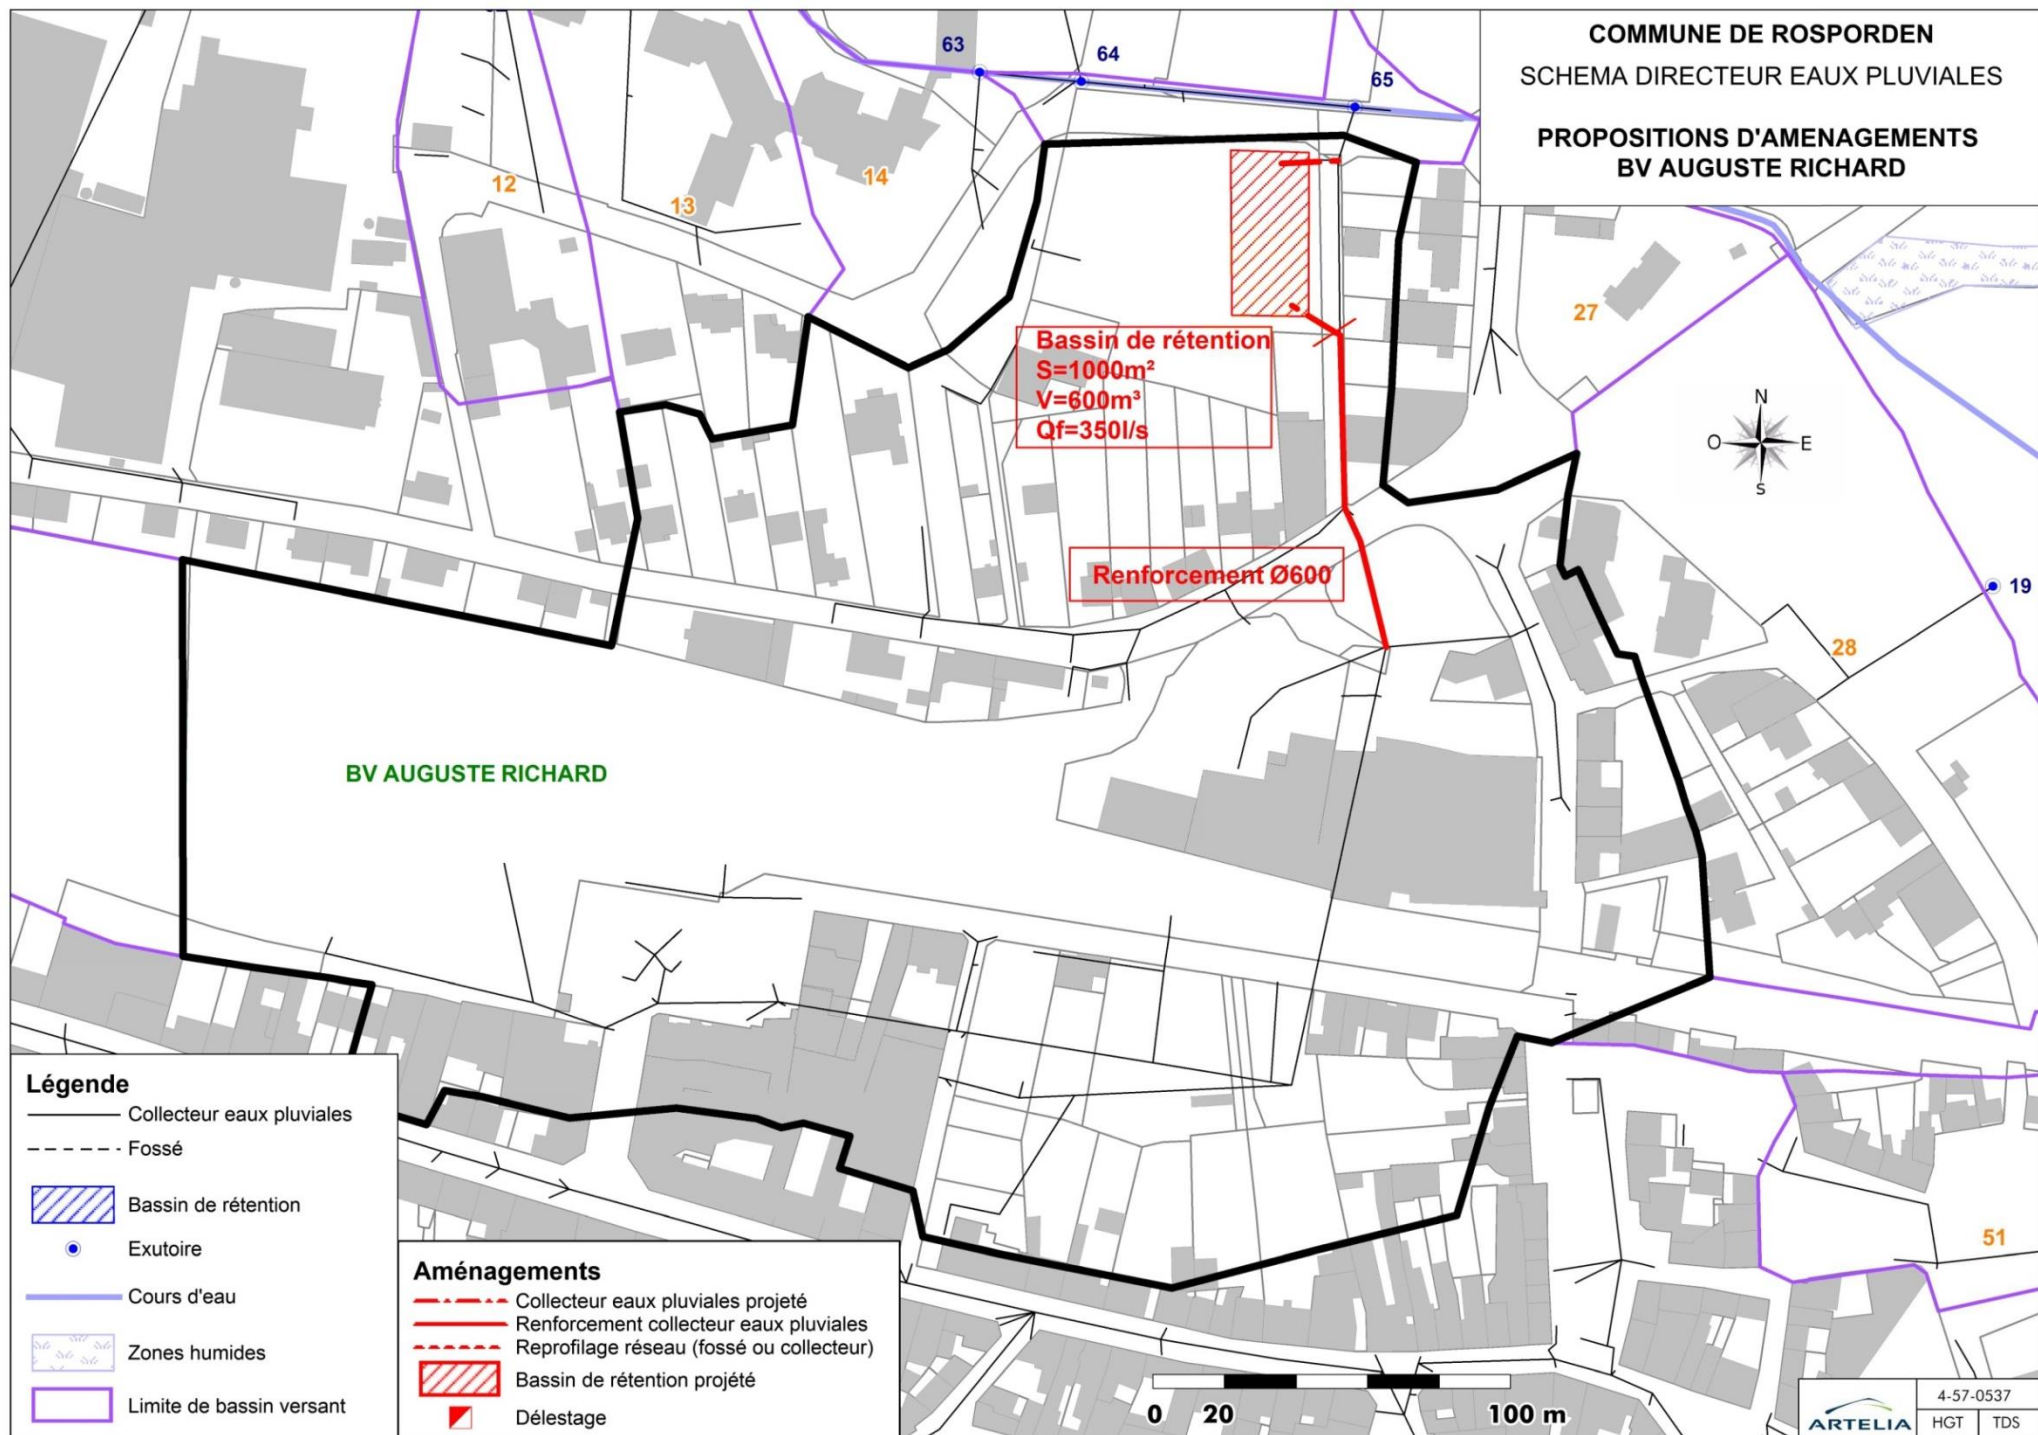 COMMUNE DE ROSPORDEN
SCHEMA DIRECTEUR EAUX PLUVIALES
PROPOSITIONS D'AMENAGEMENTS
BV AUGUSTE RICHARD
63
64
65
12
13
14
27
N
O
E
S
Bassin de rétention
S=1000m²
V=600m³
Qf=350l/s
Renforcement Ø600
19
28
BV AUGUSTE RICHARD
51
Légende
Collecteur eaux pluviales
Fossé
Bassin de rétention
Exutoire
Cours d'eau
Zones humides
Limite de bassin versant
Aménagements
Collecteur eaux pluviales projeté
Renforcement collecteur eaux pluviales
Reprofilage réseau (fossé ou collecteur)
Bassin de rétention projété
Délestage
0 20 100 m
ARTELIA
4-57-0537
HGT TDS